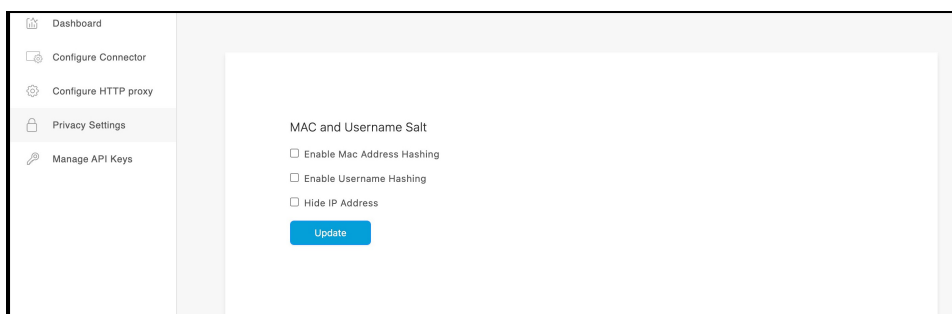 Dashboard
Configure Connector
Configure HTTP proxy
Privacy Settings
Manage API Keys
MAC and Username Salt
Enable Mac Address Hashing
Enable Username Hashing
Hide IP Address
Update